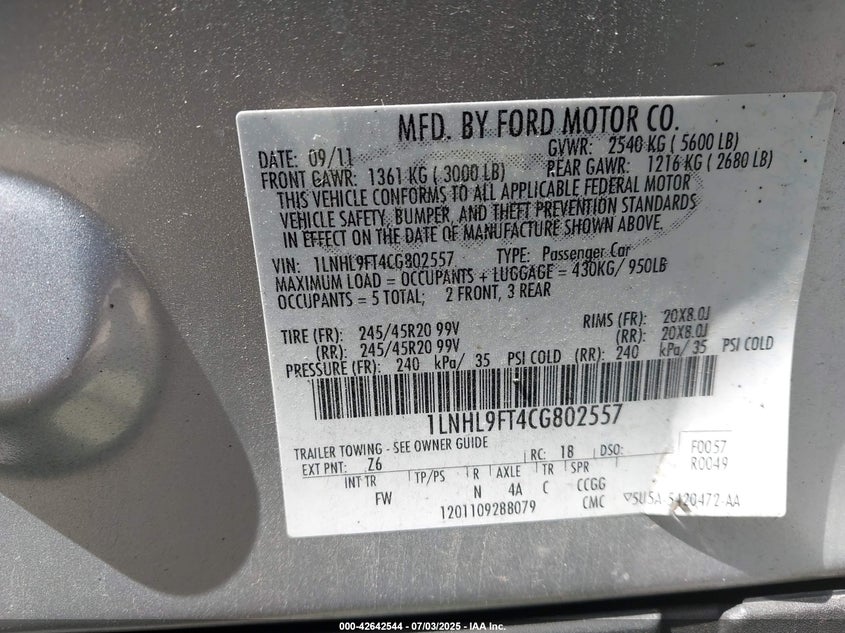 MFD. BY FORD MOTOR CO.
DATE: 09/11 GVWR: 2540 KG ( 5600 LB)
FRONT GAWR: 1361 KG ( 3000 LB) REAR GAWR: 1216 KG ( 2680 LB)
THIS VEHICLE CONFORMS TO ALL APPLICABLE FEDERAL MOTOR
VEHICLE SAFETY, BUMPER, AND THEFT PREVENTION STANDARDS
IN EFFECT ON THE DATE OF MANUFACTURE SHOWN ABOVE.
VIN: 1LNHL9FT4CG802557 TYPE: Passenger Car
MAXIMUM LOAD = OCCUPANTS + LUGGAGE = 430KG/ 950LB
OCCUPANTS = 5 TOTAL; 2 FRONT, 3 REAR
TIRE (FR): 245/45R20 99V RIMS (FR): 20X8.0J
(RR): 245/45R20 99V (RR): 20X8.0J
PRESSURE (FR): 240 kPa/ 35 PSI COLD (RR): 240 kPa/ 35 PSI COLD
1LNHL9FT4CG802557
TRAILER TOWING - SEE OWNER GUIDE
EXT PNT: Z6 RC: 18 DSO: F0057
R0049
INT TR TP/PS R AXLE TR SPR
FW N 4A C CCGG
1201109288079 CMC ▽5U5A 5420472-AA
000-42642544 - 07/03/2025 - IAA Inc.